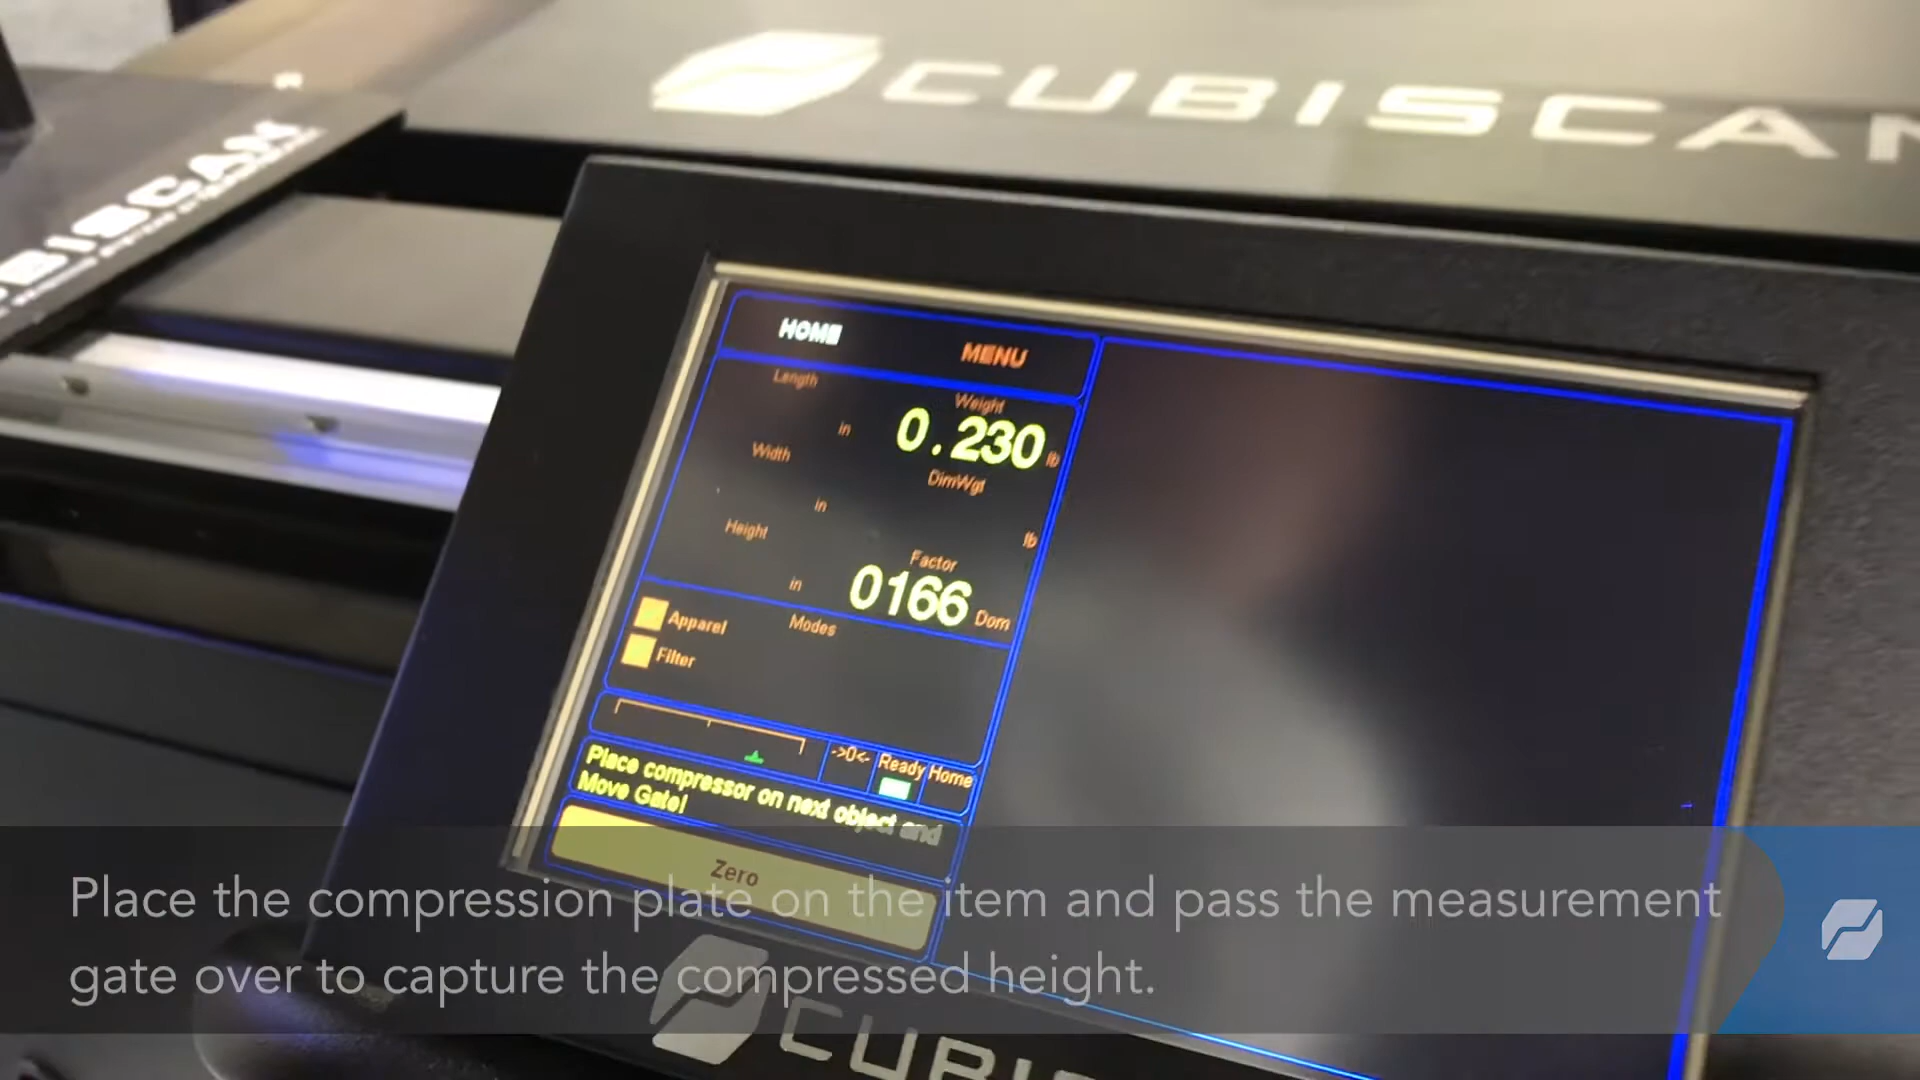 CUBISCAN
HOME
MENU
Length
Weight
in
0.230 lb
Width
DimWgt
in
lb
Height
Factor
in
0166 Dom
Apparel
Modes
Filter
->0<- Ready Home
Place compressor on next object and
Move Gate!
Zero
Place the compression plate on the item and pass the measurement
gate over to capture the compressed height.